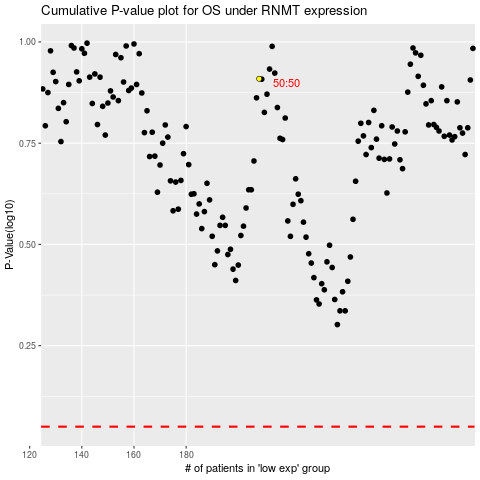 Cumulative P-value plot for OS under RNMT expression
1.00
50:50
0.75
0.50
0.25
P-Value(log10)
120 140 160 180
# of patients in 'low exp' group